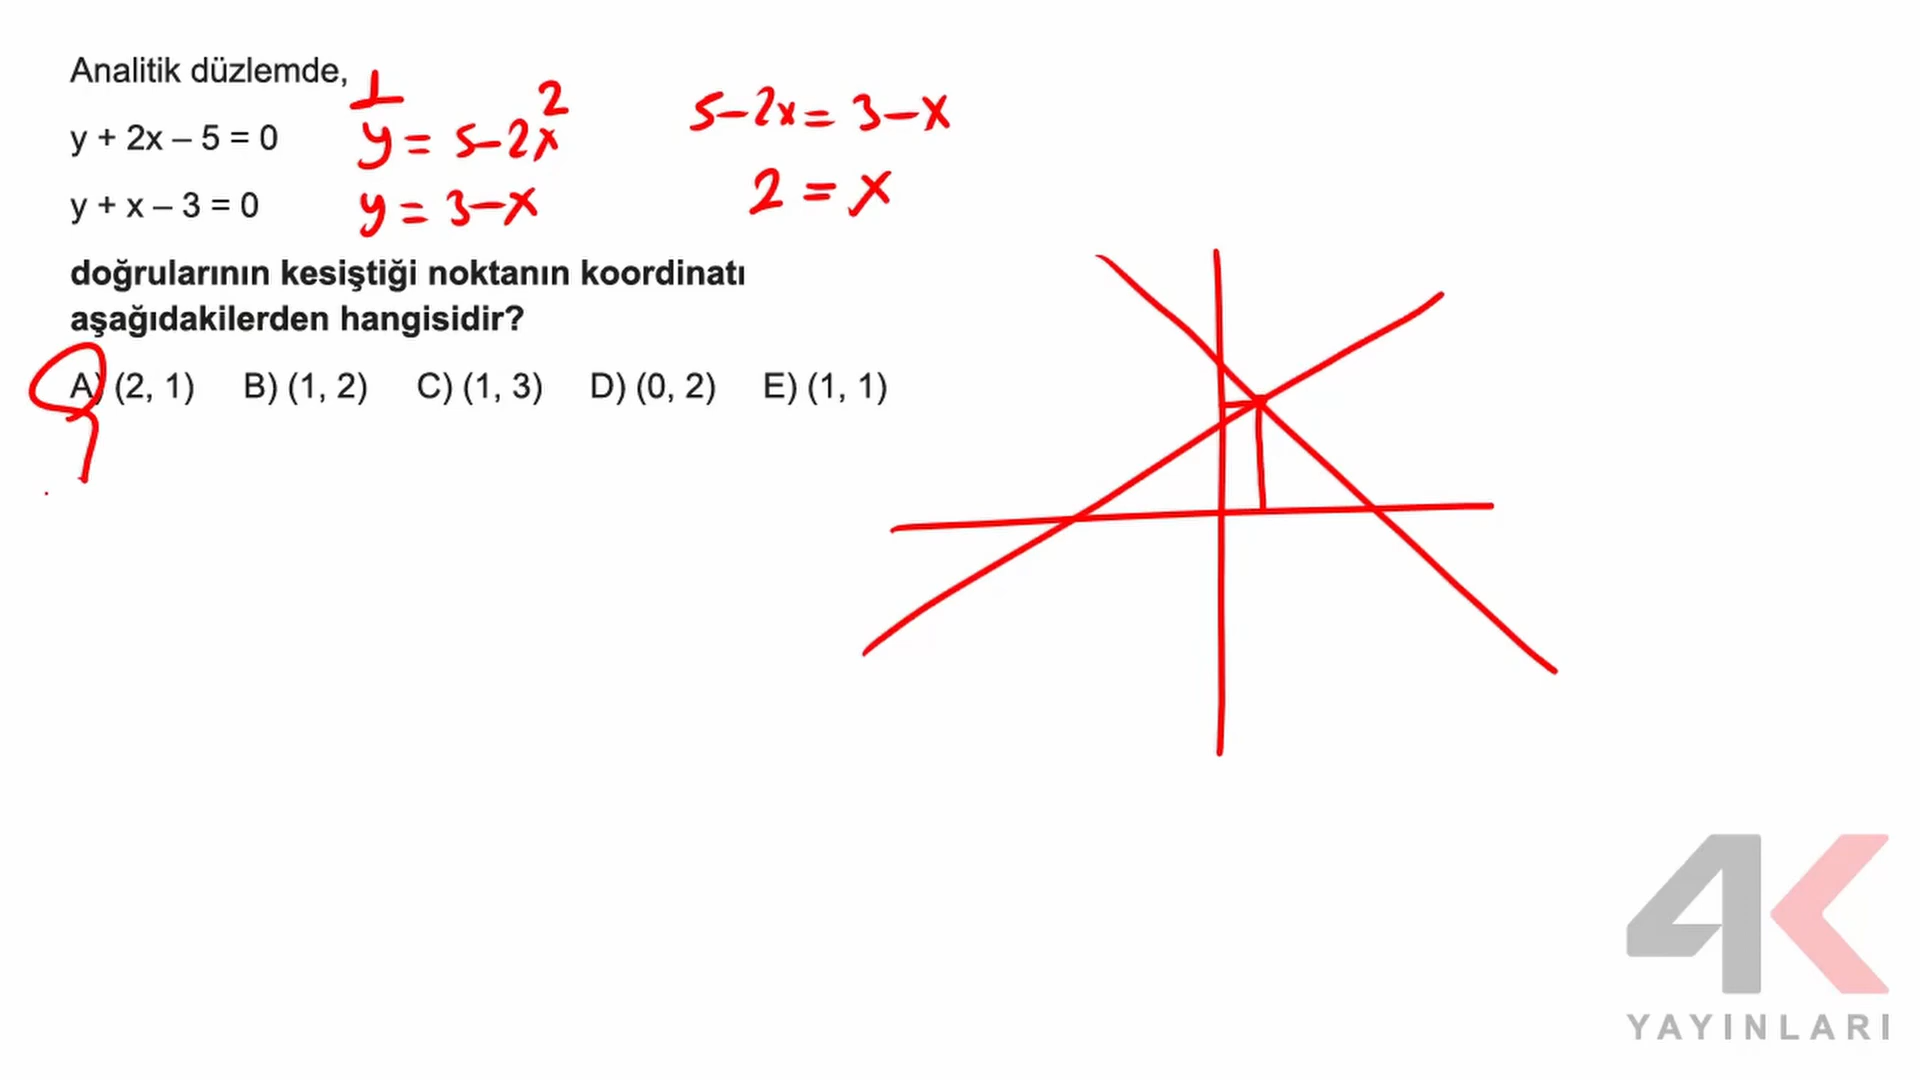 Analitik düzlemde,
1 2
y + 2x – 5 = 0 y = 5-2x 5-2x = 3-x
y + x – 3 = 0 y = 3-x 2 = x
doğrularının kesiştiği noktanın koordinatı
aşağıdakilerden hangisidir?
A) (2, 1) B) (1, 2) C) (1, 3) D) (0, 2) E) (1, 1)
4K
YAYINLARI